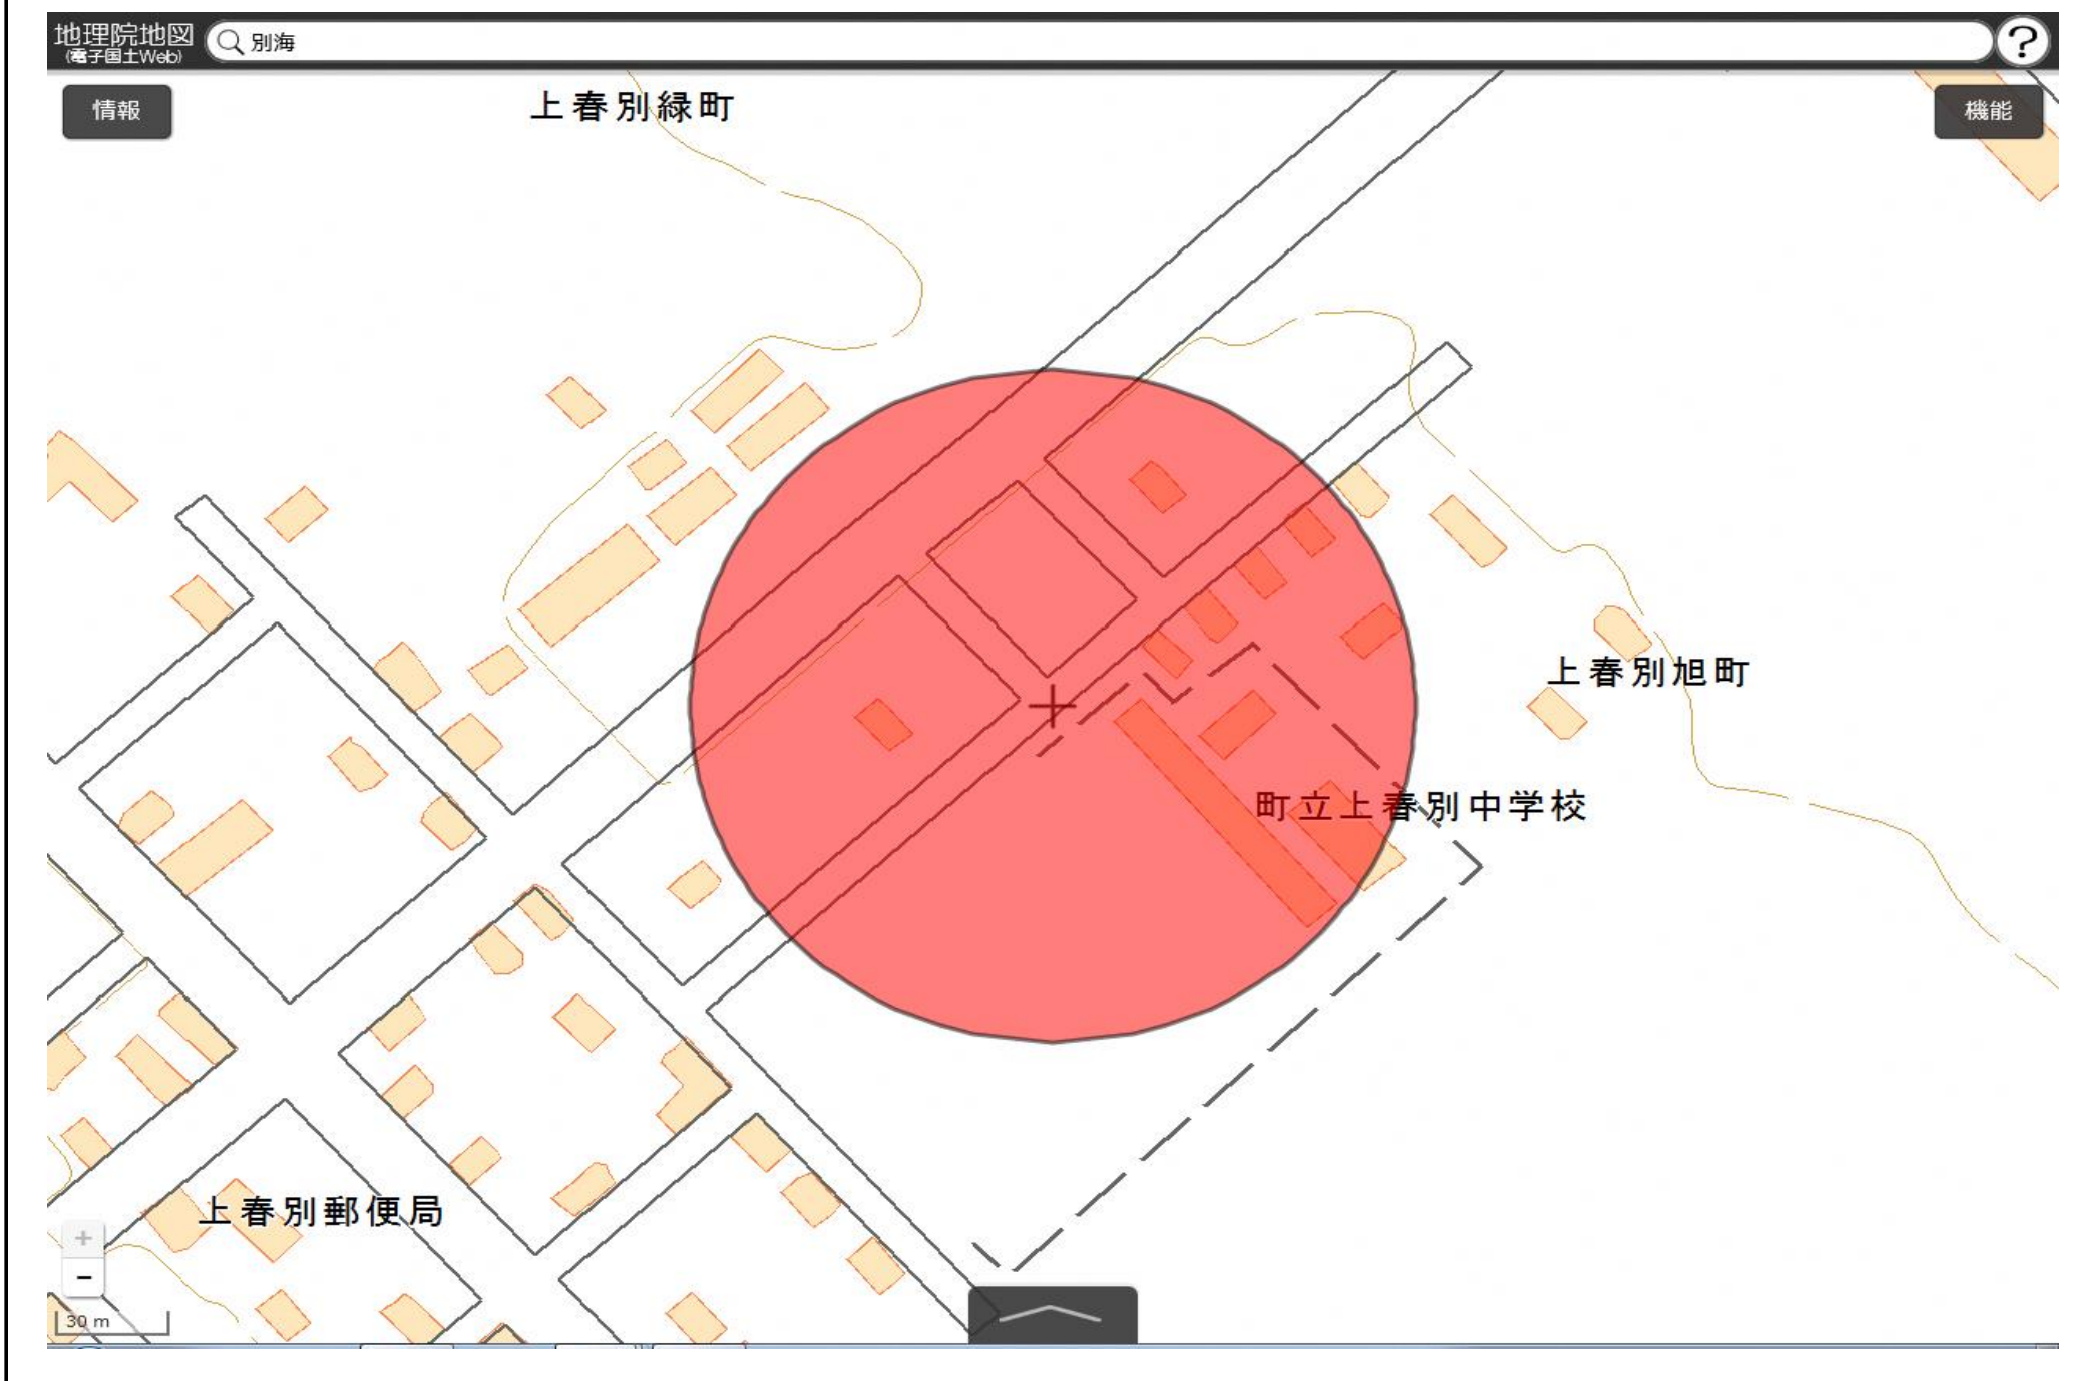 地理院地図
(電子国土Web)
別海
?
情報
機能
上春別緑町
上春別旭町
町立上春別中学校
上春別郵便局
+
−
30 m